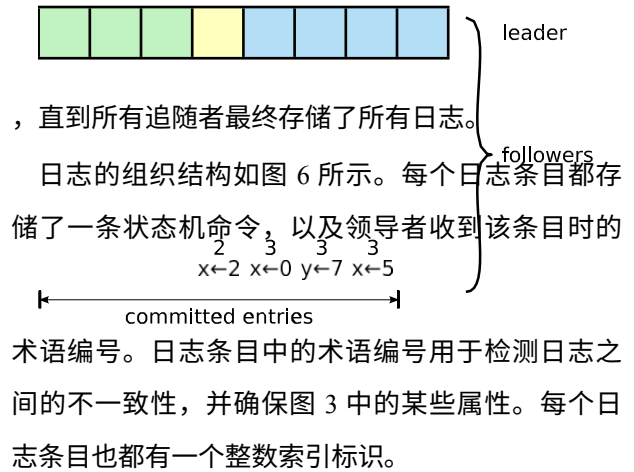 leader
，直到所有追随者最终存储了所有日志。
followers
日志的组织结构如图 6 所示。每个日志条目都存
储了一条状态机命令，以及领导者收到该条目时的
2 3 3 3
x←2 x←0 y←7 x←5
committed entries
术语编号。日志条目中的术语编号用于检测日志之
间的不一致性，并确保图 3 中的某些属性。每个日
志条目也都有一个整数索引标识。